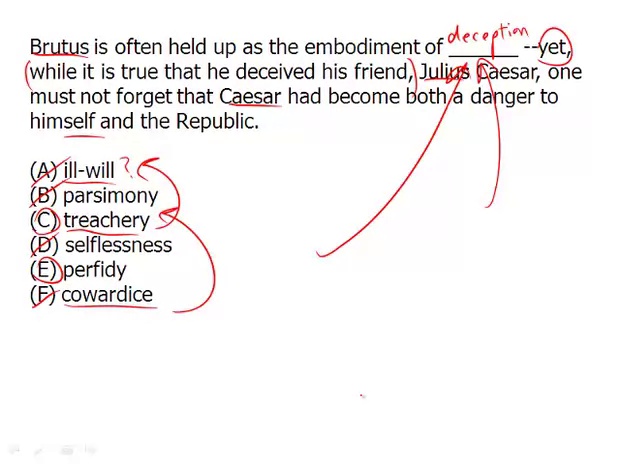 deception
Brutus is often held up as the embodiment of ________ --yet,
while it is true that he deceived his friend, Julius Caesar, one
must not forget that Caesar had become both a danger to
himself and the Republic.
(A) ill-will ?
(B) parsimony
(C) treachery
(D) selflessness
(E) perfidy
(F) cowardice